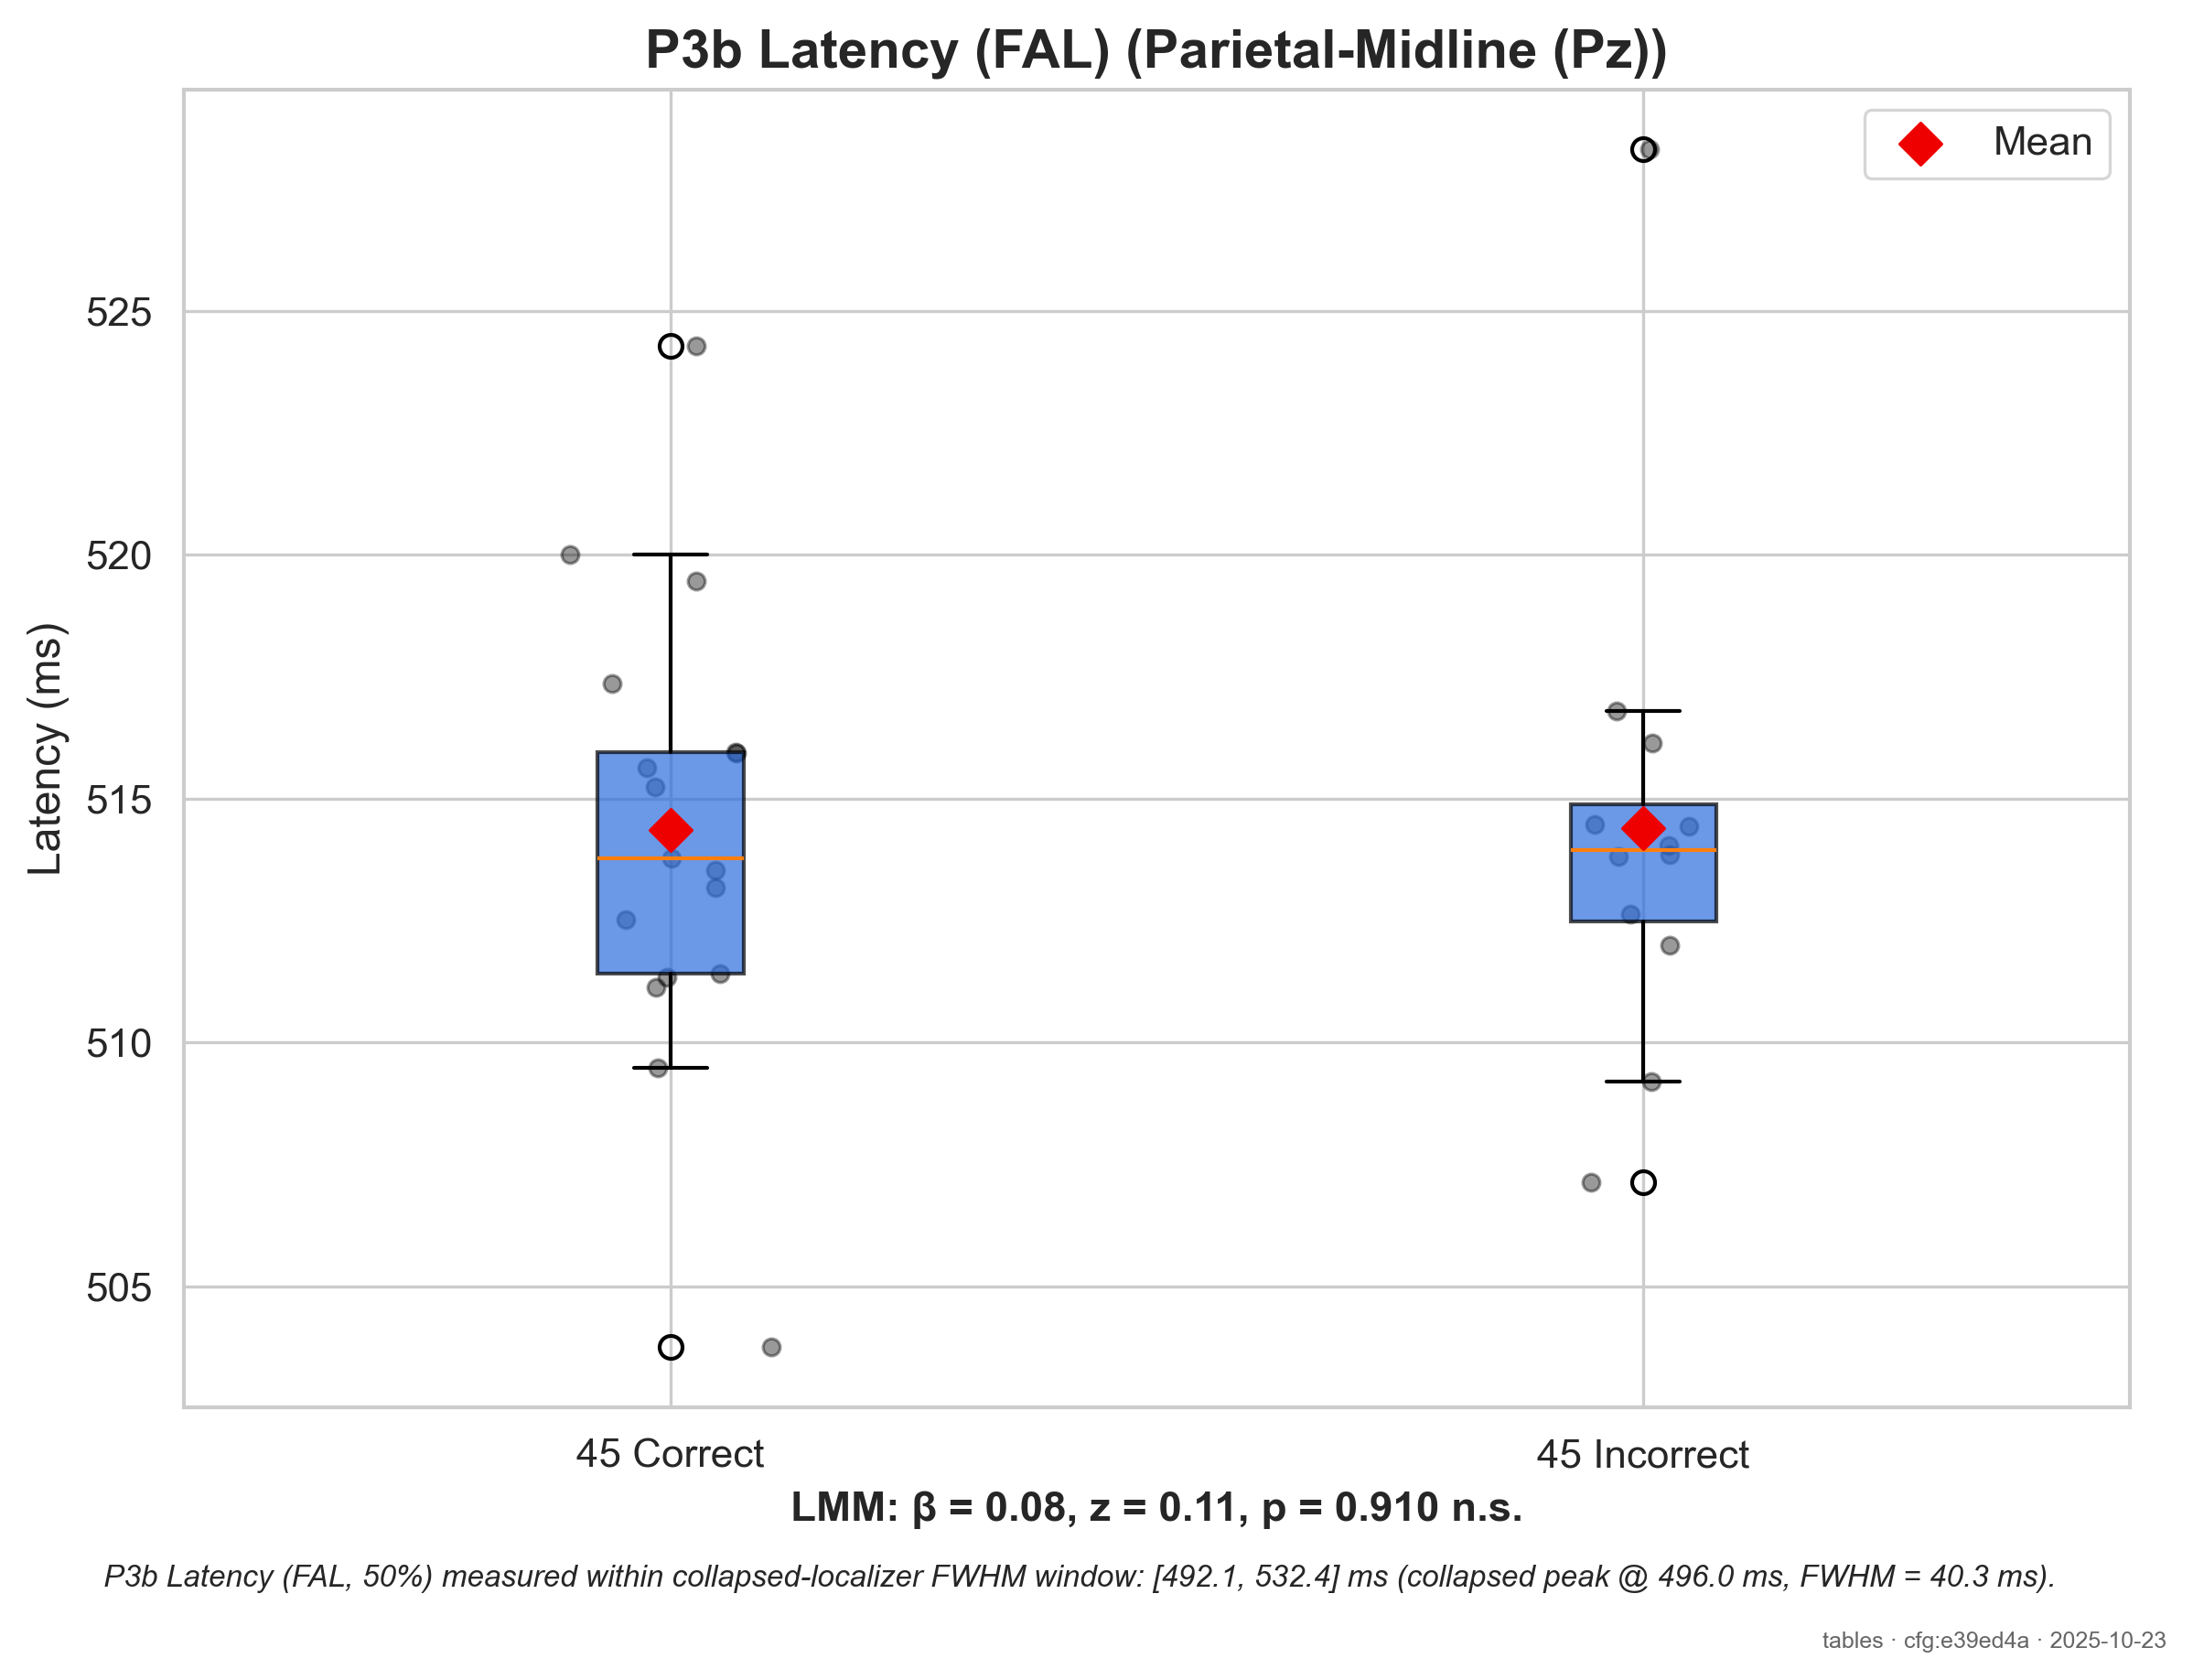 P3b Latency (FAL) (Parietal-Midline (Pz))
Mean
Latency (ms)
525
520
515
510
505
45 Correct
45 Incorrect
LMM: β = 0.08, z = 0.11, p = 0.910 n.s.
P3b Latency (FAL, 50%) measured within collapsed-localizer FWHM window: [492.1, 532.4] ms (collapsed peak @ 496.0 ms, FWHM = 40.3 ms).
tables · cfg:e39ed4a · 2025-10-23